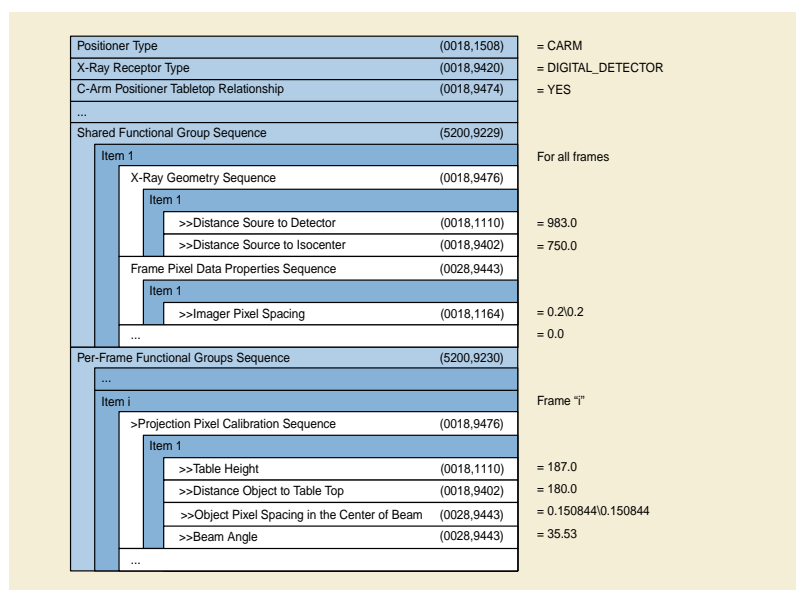 Positioner Type (0018,1508) = CARM
X-Ray Receptor Type (0018,9420) = DIGITAL_DETECTOR
C-Arm Positioner Tabletop Relationship (0018,9474) = YES
...
Shared Functional Group Sequence (5200,9229)
Item 1 For all frames
X-Ray Geometry Sequence (0018,9476)
Item 1
>>Distance Soure to Detector (0018,1110) = 983.0
>>Distance Source to Isocenter (0018,9402) = 750.0
Frame Pixel Data Properties Sequence (0028,9443)
Item 1
>>Imager Pixel Spacing (0018,1164) = 0.2\0.2
... = 0.0
Per-Frame Functional Groups Sequence (5200,9230)
...
Item i Frame “i”
>Projection Pixel Calibration Sequence (0018,9476)
Item 1
>>Table Height (0018,1110) = 187.0
>>Distance Object to Table Top (0018,9402) = 180.0
>>Object Pixel Spacing in the Center of Beam (0028,9443) = 0.150844\0.150844
>>Beam Angle (0028,9443) = 35.53
...